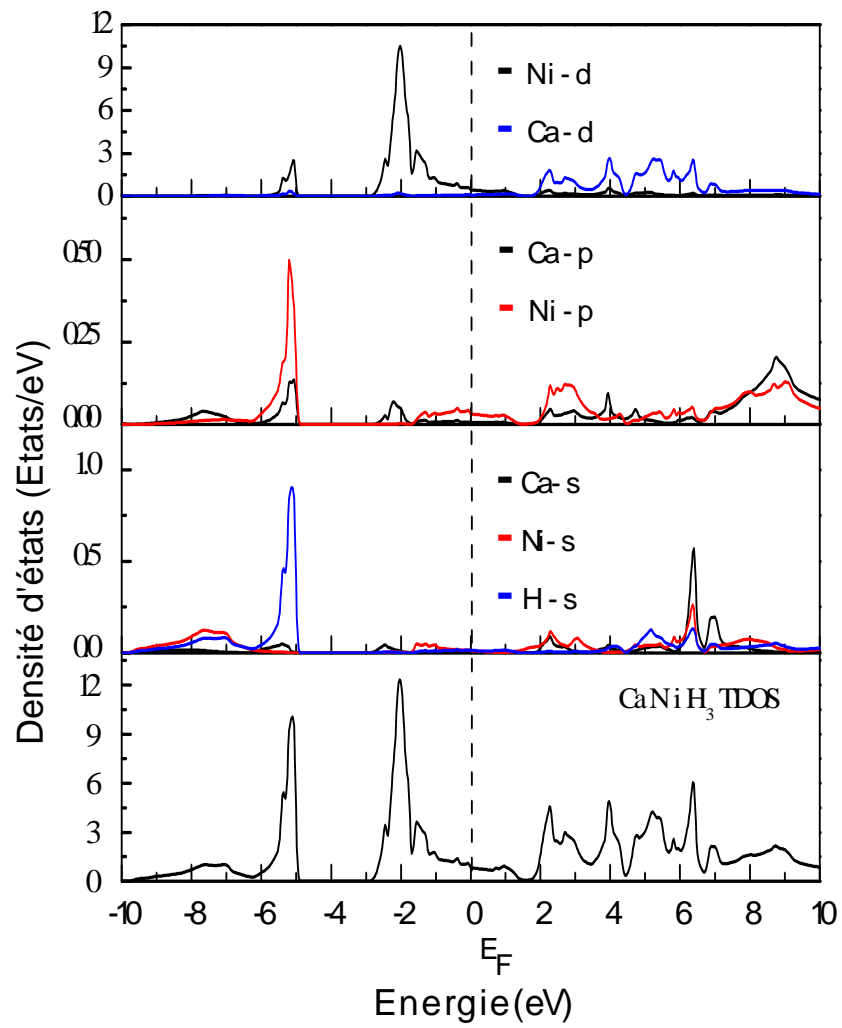 12
Ni-d
9
6
Ca-d
3
0
0.50
Ca-p
Ni-p
0.25
0.00
1.0
Ca-s
Ni-s
0.5
H-s
0.0
12
CaNiH3 TDOS
9
6
3
0
-10 -8 -6 -4 -2 0 2 4 6 8 10
EF
Energie(eV)
Densité d'états (Etats/eV)